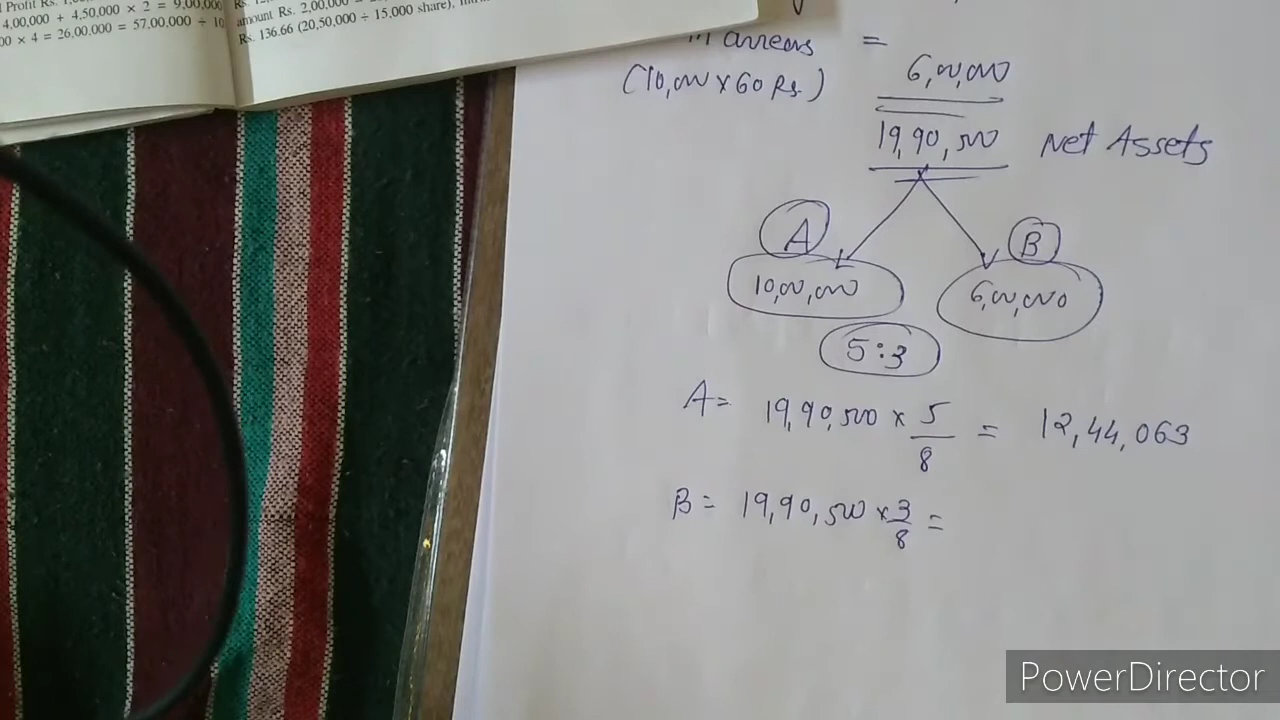 4,00,000 + 4,50,000 × 2 = 9,00,000
00 × 4 = 26,00,000 = 57,00,000 ÷ 10
amount Rs. 2,00,000
Rs. 136.66 (20,50,000 ÷ 15,000 share),
in arrears =
(10,000 × 60 Rs.) 6,00,000
19,90,500 Net Assets
A B
10,00,000 6,00,000
5:3
A = 19,90,500 × 5/8 = 12,44,063
B = 19,90,500 × 3/8 =
PowerDirector